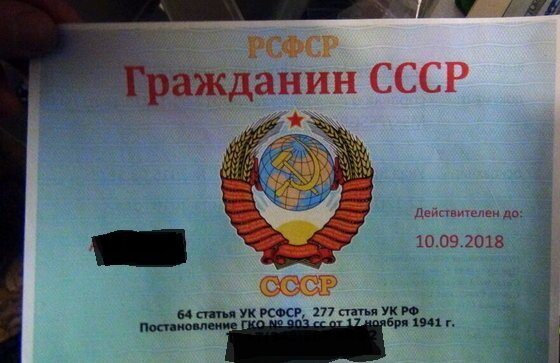 РСФСР
Гражданин СССР
Действителен до:
10.09.2018
СССР
64 статья УК РСФСР, 277 статья УК РФ
Постановление ГКО № 903 сс от 17 ноября 1941 г.